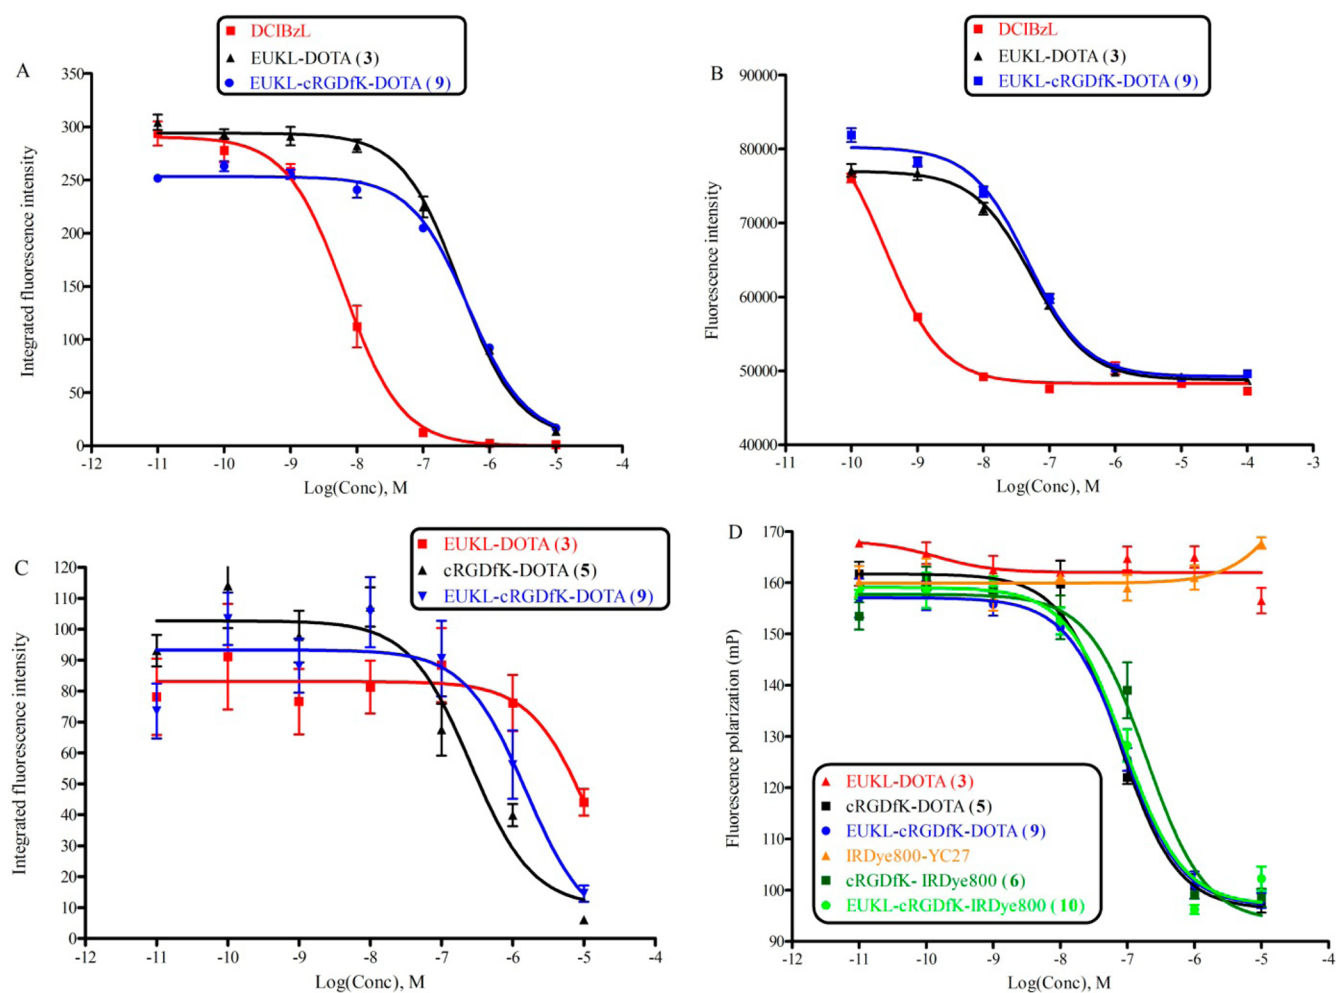 DCIBzL
EUKL-DOTA (3)
EUKL-cRGDfK-DOTA (9)
A
350
300
250
200
150
100
50
0
Integrated fluorescence intensity
-12 -11 -10 -9 -8 -7 -6 -5 -4
Log(Conc), M
DCIBzL
EUKL-DOTA (3)
EUKL-cRGDfK-DOTA (9)
B
90000
80000
70000
60000
50000
40000
Fluorescence intensity
-11 -10 -9 -8 -7 -6 -5 -4 -3
Log(Conc), M
EUKL-DOTA (3)
cRGDfK-DOTA (5)
EUKL-cRGDfK-DOTA (9)
C
120
110
100
90
80
70
60
50
40
30
20
10
0
Integrated fluorescence intensity
-12 -11 -10 -9 -8 -7 -6 -5 -4
Log(Conc), M
D
170
160
150
140
130
120
110
100
90
Fluorescence polarization (mP)
EUKL-DOTA (3)
cRGDfK-DOTA (5)
EUKL-cRGDfK-DOTA (9)
IRDye800-YC27
cRGDfK- IRDye800 (6)
EUKL-cRGDfK-IRDye800 (10)
-12 -11 -10 -9 -8 -7 -6 -5 -4
Log(Conc), M